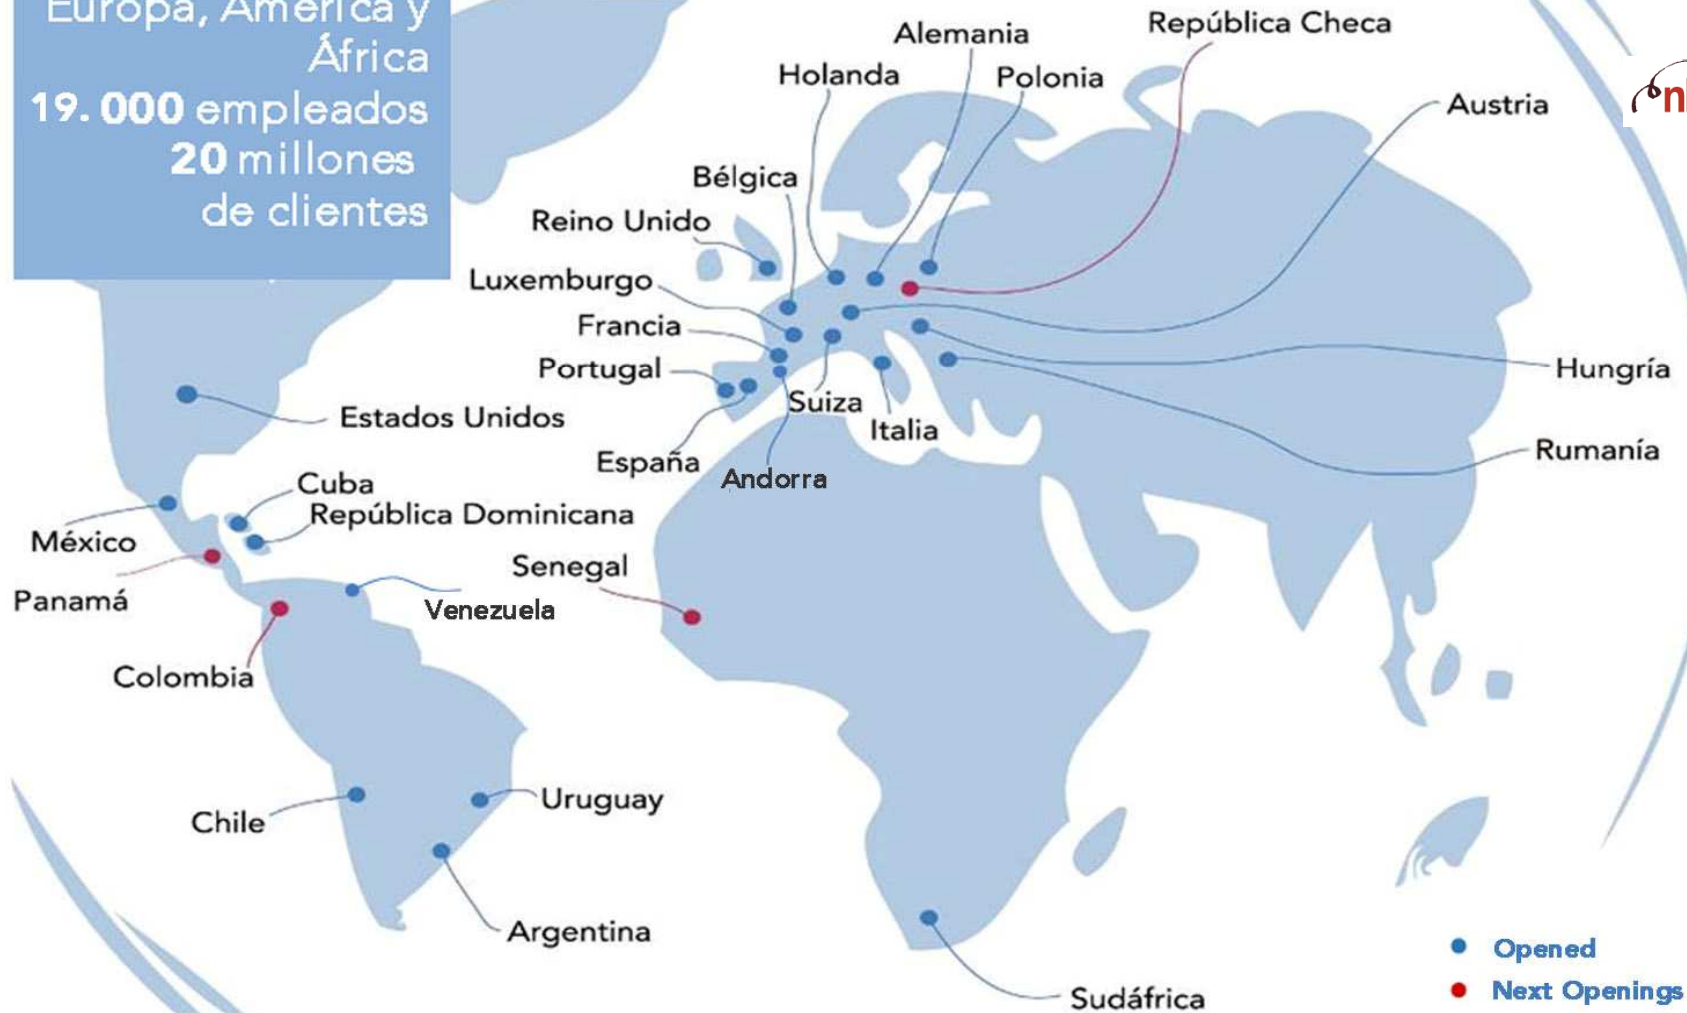 Europa, América y
África
19. 000 empleados
20 millones
de clientes
República Checa
Alemania
Holanda
Polonia
Austria
Bélgica
Reino Unido
Luxemburgo
Francia
Portugal
Hungría
Suiza
Estados Unidos
Italia
Rumanía
España
Andorra
Cuba
República Dominicana
México
Senegal
Panamá
Venezuela
Colombia
Chile
Uruguay
Argentina
Opened
Next Openings
Sudáfrica